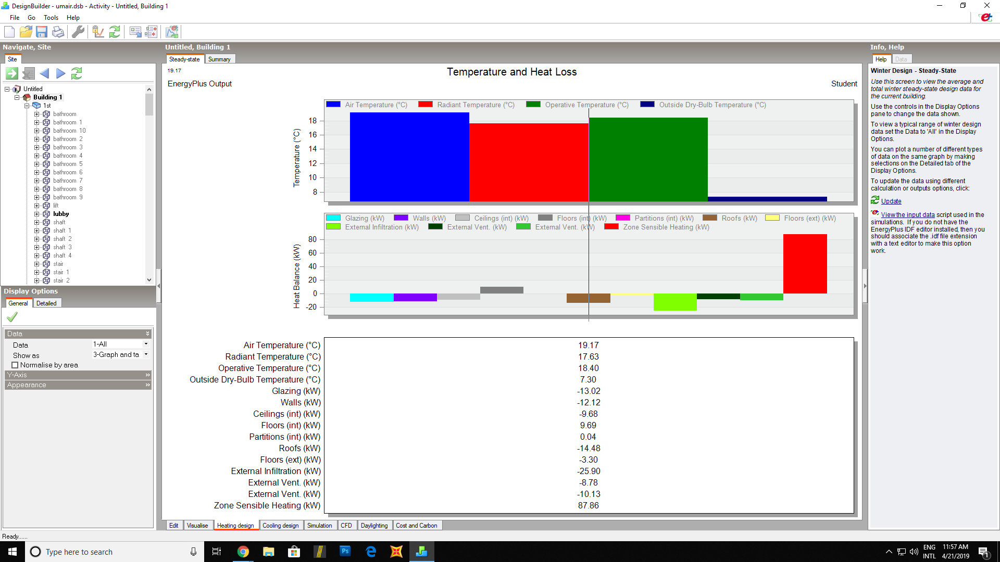 DesignBuilder - umair.dsb - Activity - Untitled, Building 1
File Go Tools Help
Navigate, Site
Site
Untitled
Building 1
1st
bathroom
bathroom 1
bathroom 10
bathroom 2
bathroom 3
bathroom 4
bathroom 5
bathroom 6
bathroom 7
bathroom 8
bathroom 9
lift
lubby
shaft
shaft 1
shaft 2
shaft 3
shaft 4
stair
stair 1
stair 2
Display Options
General Detailed
Data
Data 1-All
Show as 3-Graph and ta
Normalise by area
Y-Axis
Appearance
Untitled, Building 1
Steady-state Summary
19.17
Temperature and Heat Loss
EnergyPlus Output
Student
Air Temperature (°C) Radiant Temperature (°C) Operative Temperature (°C) Outside Dry-Bulb Temperature (°C)
Temperature (°C)
18
16
14
12
10
8
Glazing (kW) Walls (kW) Ceilings (int) (kW) Floors (int) (kW) Partitions (int) (kW) Roofs (kW) Floors (ext) (kW)
External Infiltration (kW) External Vent. (kW) External Vent. (kW) Zone Sensible Heating (kW)
Heat Balance (kW)
80
60
40
20
0
-20
Air Temperature (°C) 19.17
Radiant Temperature (°C) 17.63
Operative Temperature (°C) 18.40
Outside Dry-Bulb Temperature (°C) 7.30
Glazing (kW) -13.02
Walls (kW) -12.12
Ceilings (int) (kW) -9.68
Floors (int) (kW) 9.69
Partitions (int) (kW) 0.04
Roofs (kW) -14.48
Floors (ext) (kW) -3.30
External Infiltration (kW) -25.90
External Vent. (kW) -8.78
External Vent. (kW) -10.13
Zone Sensible Heating (kW) 87.86
Edit Visualise Heating design Cooling design Simulation CFD Daylighting Cost and Carbon
Info, Help
Help Data
Winter Design - Steady-State
Use this screen to view the average and
total winter steady-state design data for
the current building.
Use the controls in the Display Options
pane to change the data shown.
To view a typical range of winter design
data set the Data to 'All' in the Display
Options.
You can plot a number of different types
of data on the same graph by making
selections on the Detailed tab of the
Display Options.
To update the data using different
calculation or outputs options, click:
Update
View the input data script used in the
simulations. If you do not have the
EnergyPlus IDF editor installed, then you
should associate the .idf file extension
with a text editor to make this option
work.
Ready......
Type here to search
Ps
ENG
INTL
11:57 AM
4/21/2019
1